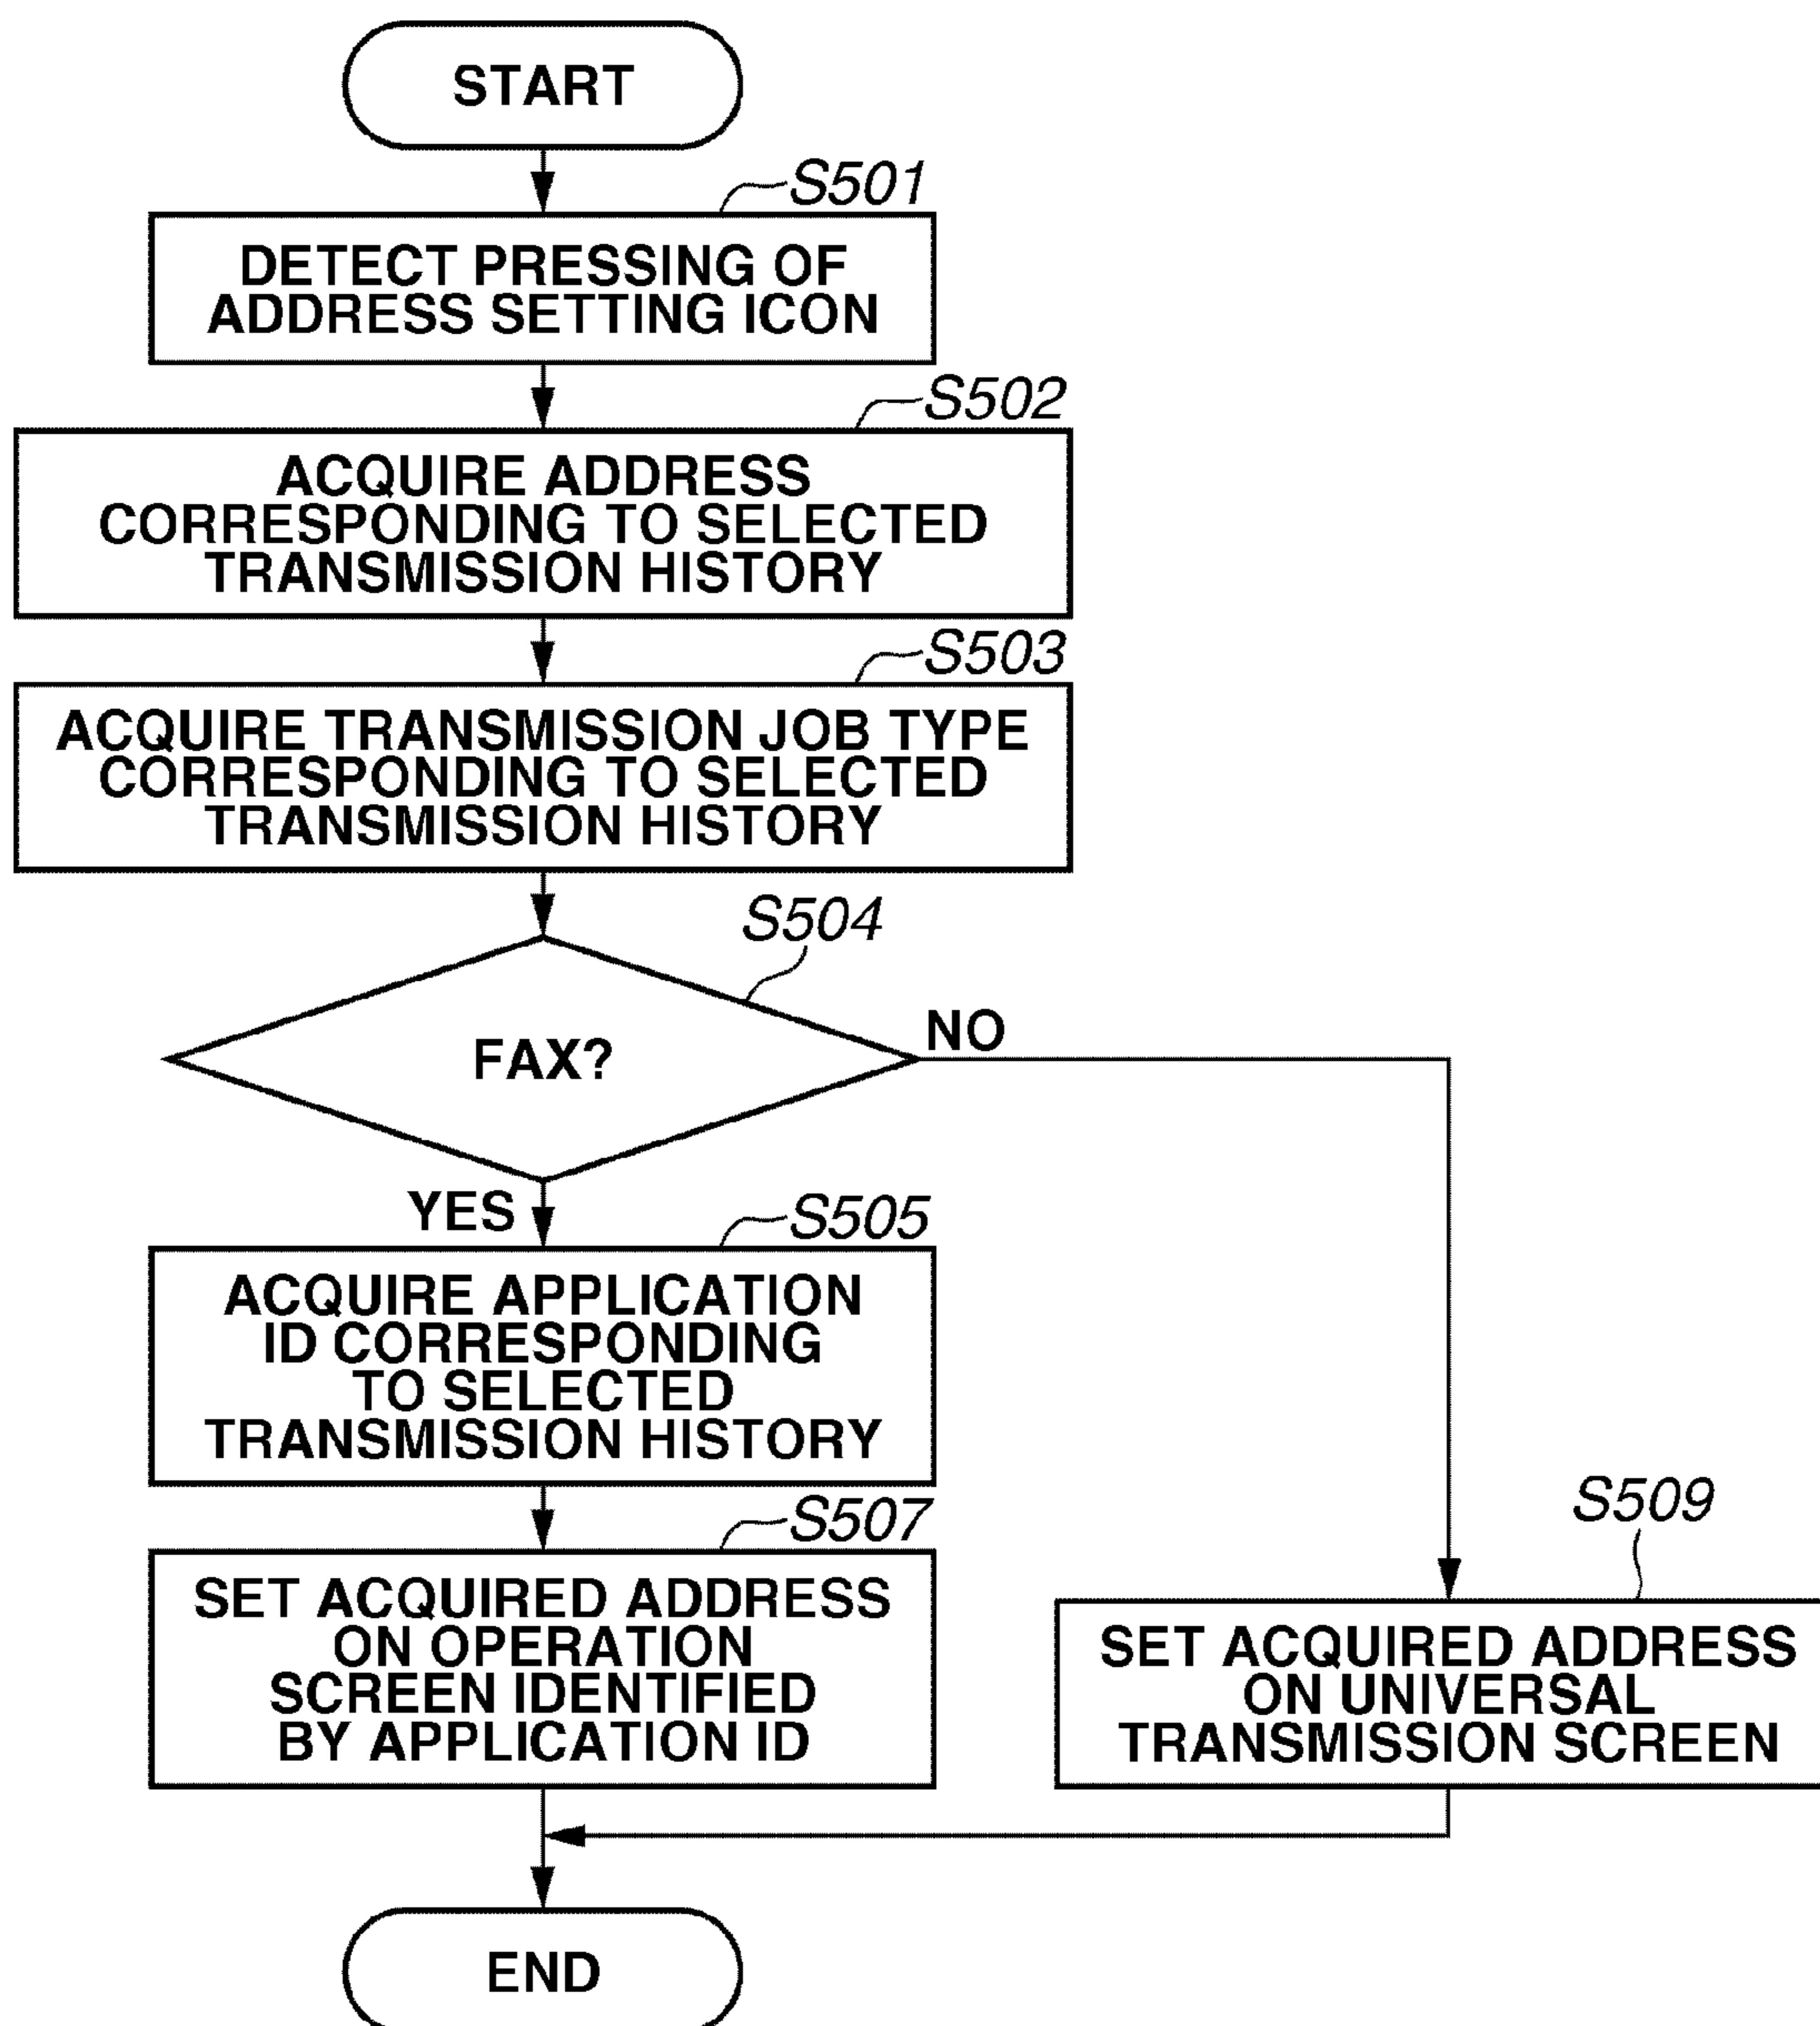 START
S501
DETECT PRESSING OF
ADDRESS SETTING ICON
S502
ACQUIRE ADDRESS
CORRESPONDING TO SELECTED
TRANSMISSION HISTORY
S503
ACQUIRE TRANSMISSION JOB TYPE
CORRESPONDING TO SELECTED
TRANSMISSION HISTORY
S504
FAX?
NO
YES
S505
ACQUIRE APPLICATION
ID CORRESPONDING
TO SELECTED
TRANSMISSION HISTORY
S507
SET ACQUIRED ADDRESS
ON OPERATION
SCREEN IDENTIFIED
BY APPLICATION ID
S509
SET ACQUIRED ADDRESS
ON UNIVERSAL
TRANSMISSION SCREEN
END